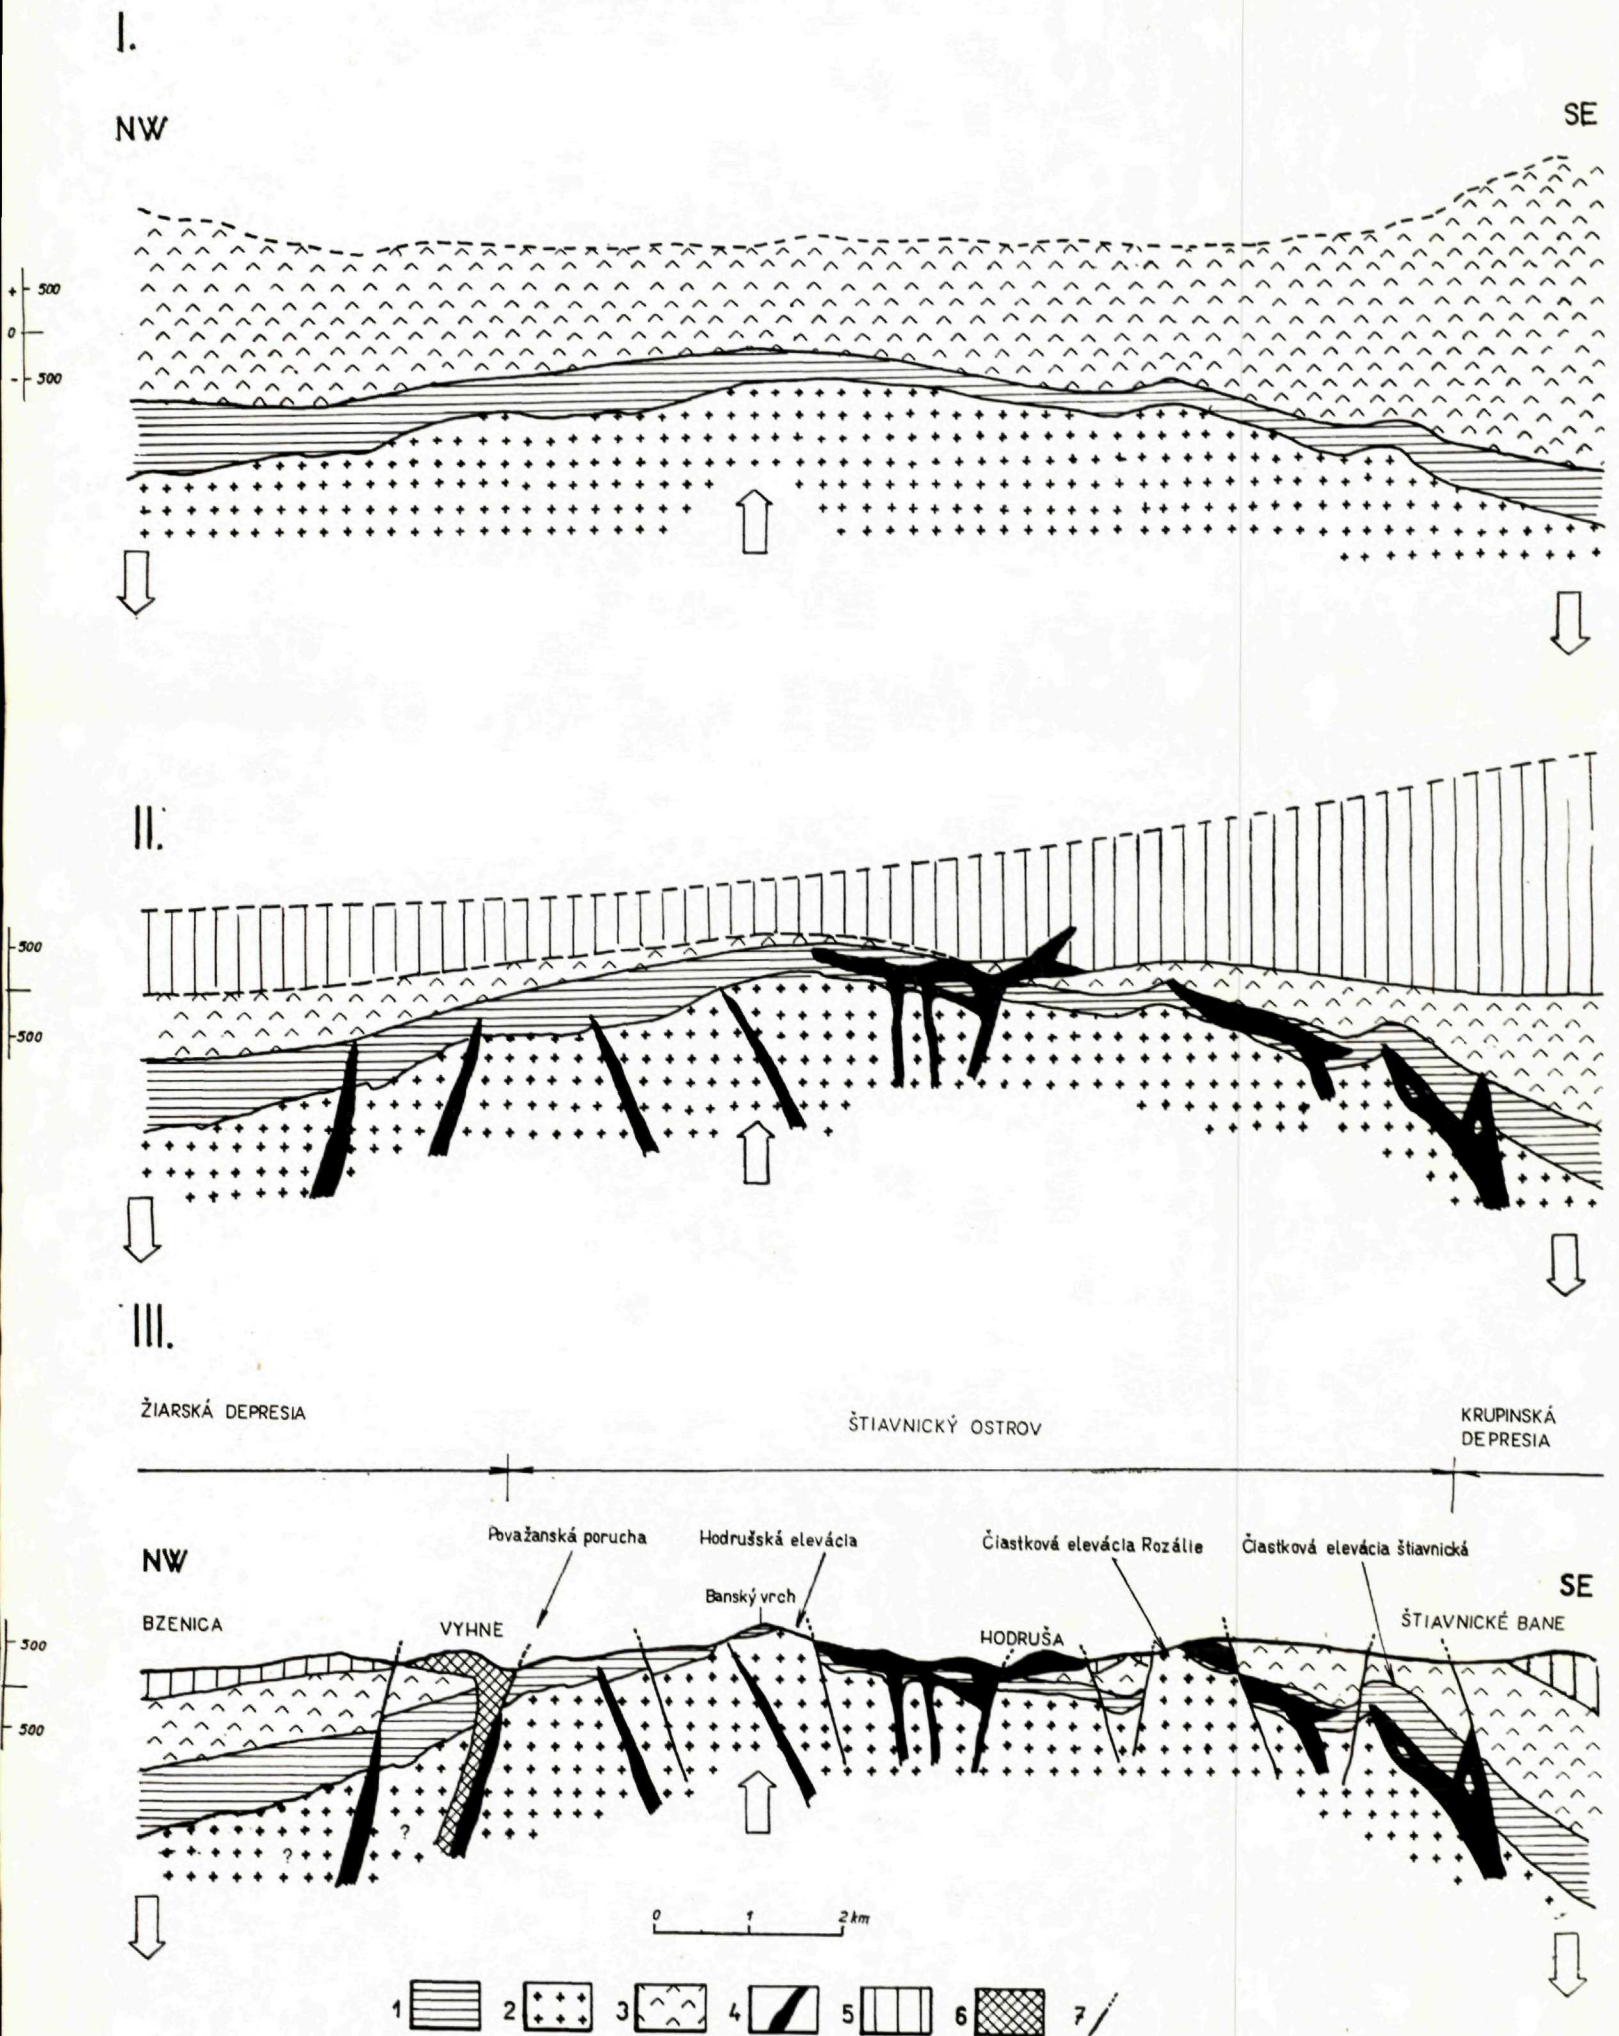 I.
NW
SE
+ 500
0
- 500
II.
500
500
III.
ŽIARSKÁ DEPRESIA
ŠTIAVNICKÝ OSTROV
KRUPINSKÁ
DEPRESIA
Považanská porucha
Hodrušská elevácia
Čiastková elevácia Rozálie
Čiastková elevácia štiavnická
NW
SE
Banský vrch
BZENICA
VYHNE
HODRUŠA
ŠTIAVNICKÉ BANE
500
500
?
?
0 1 2 km
1 2 3 4 5 6 7